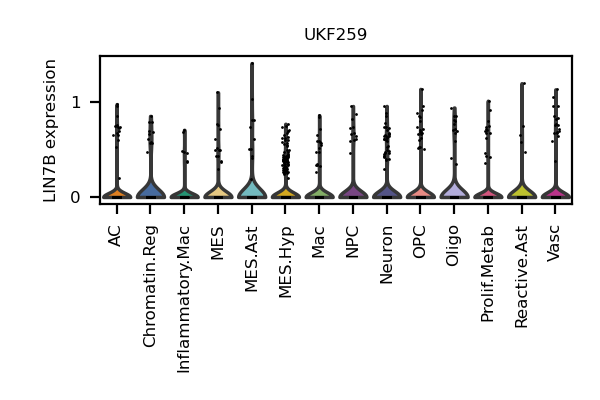 UKF259
LIN7B expression
1
0
AC
Chromatin.Reg
Inflammatory.Mac
MES
MES.Ast
MES.Hyp
Mac
NPC
Neuron
OPC
Oligo
Prolif.Metab
Reactive.Ast
Vasc